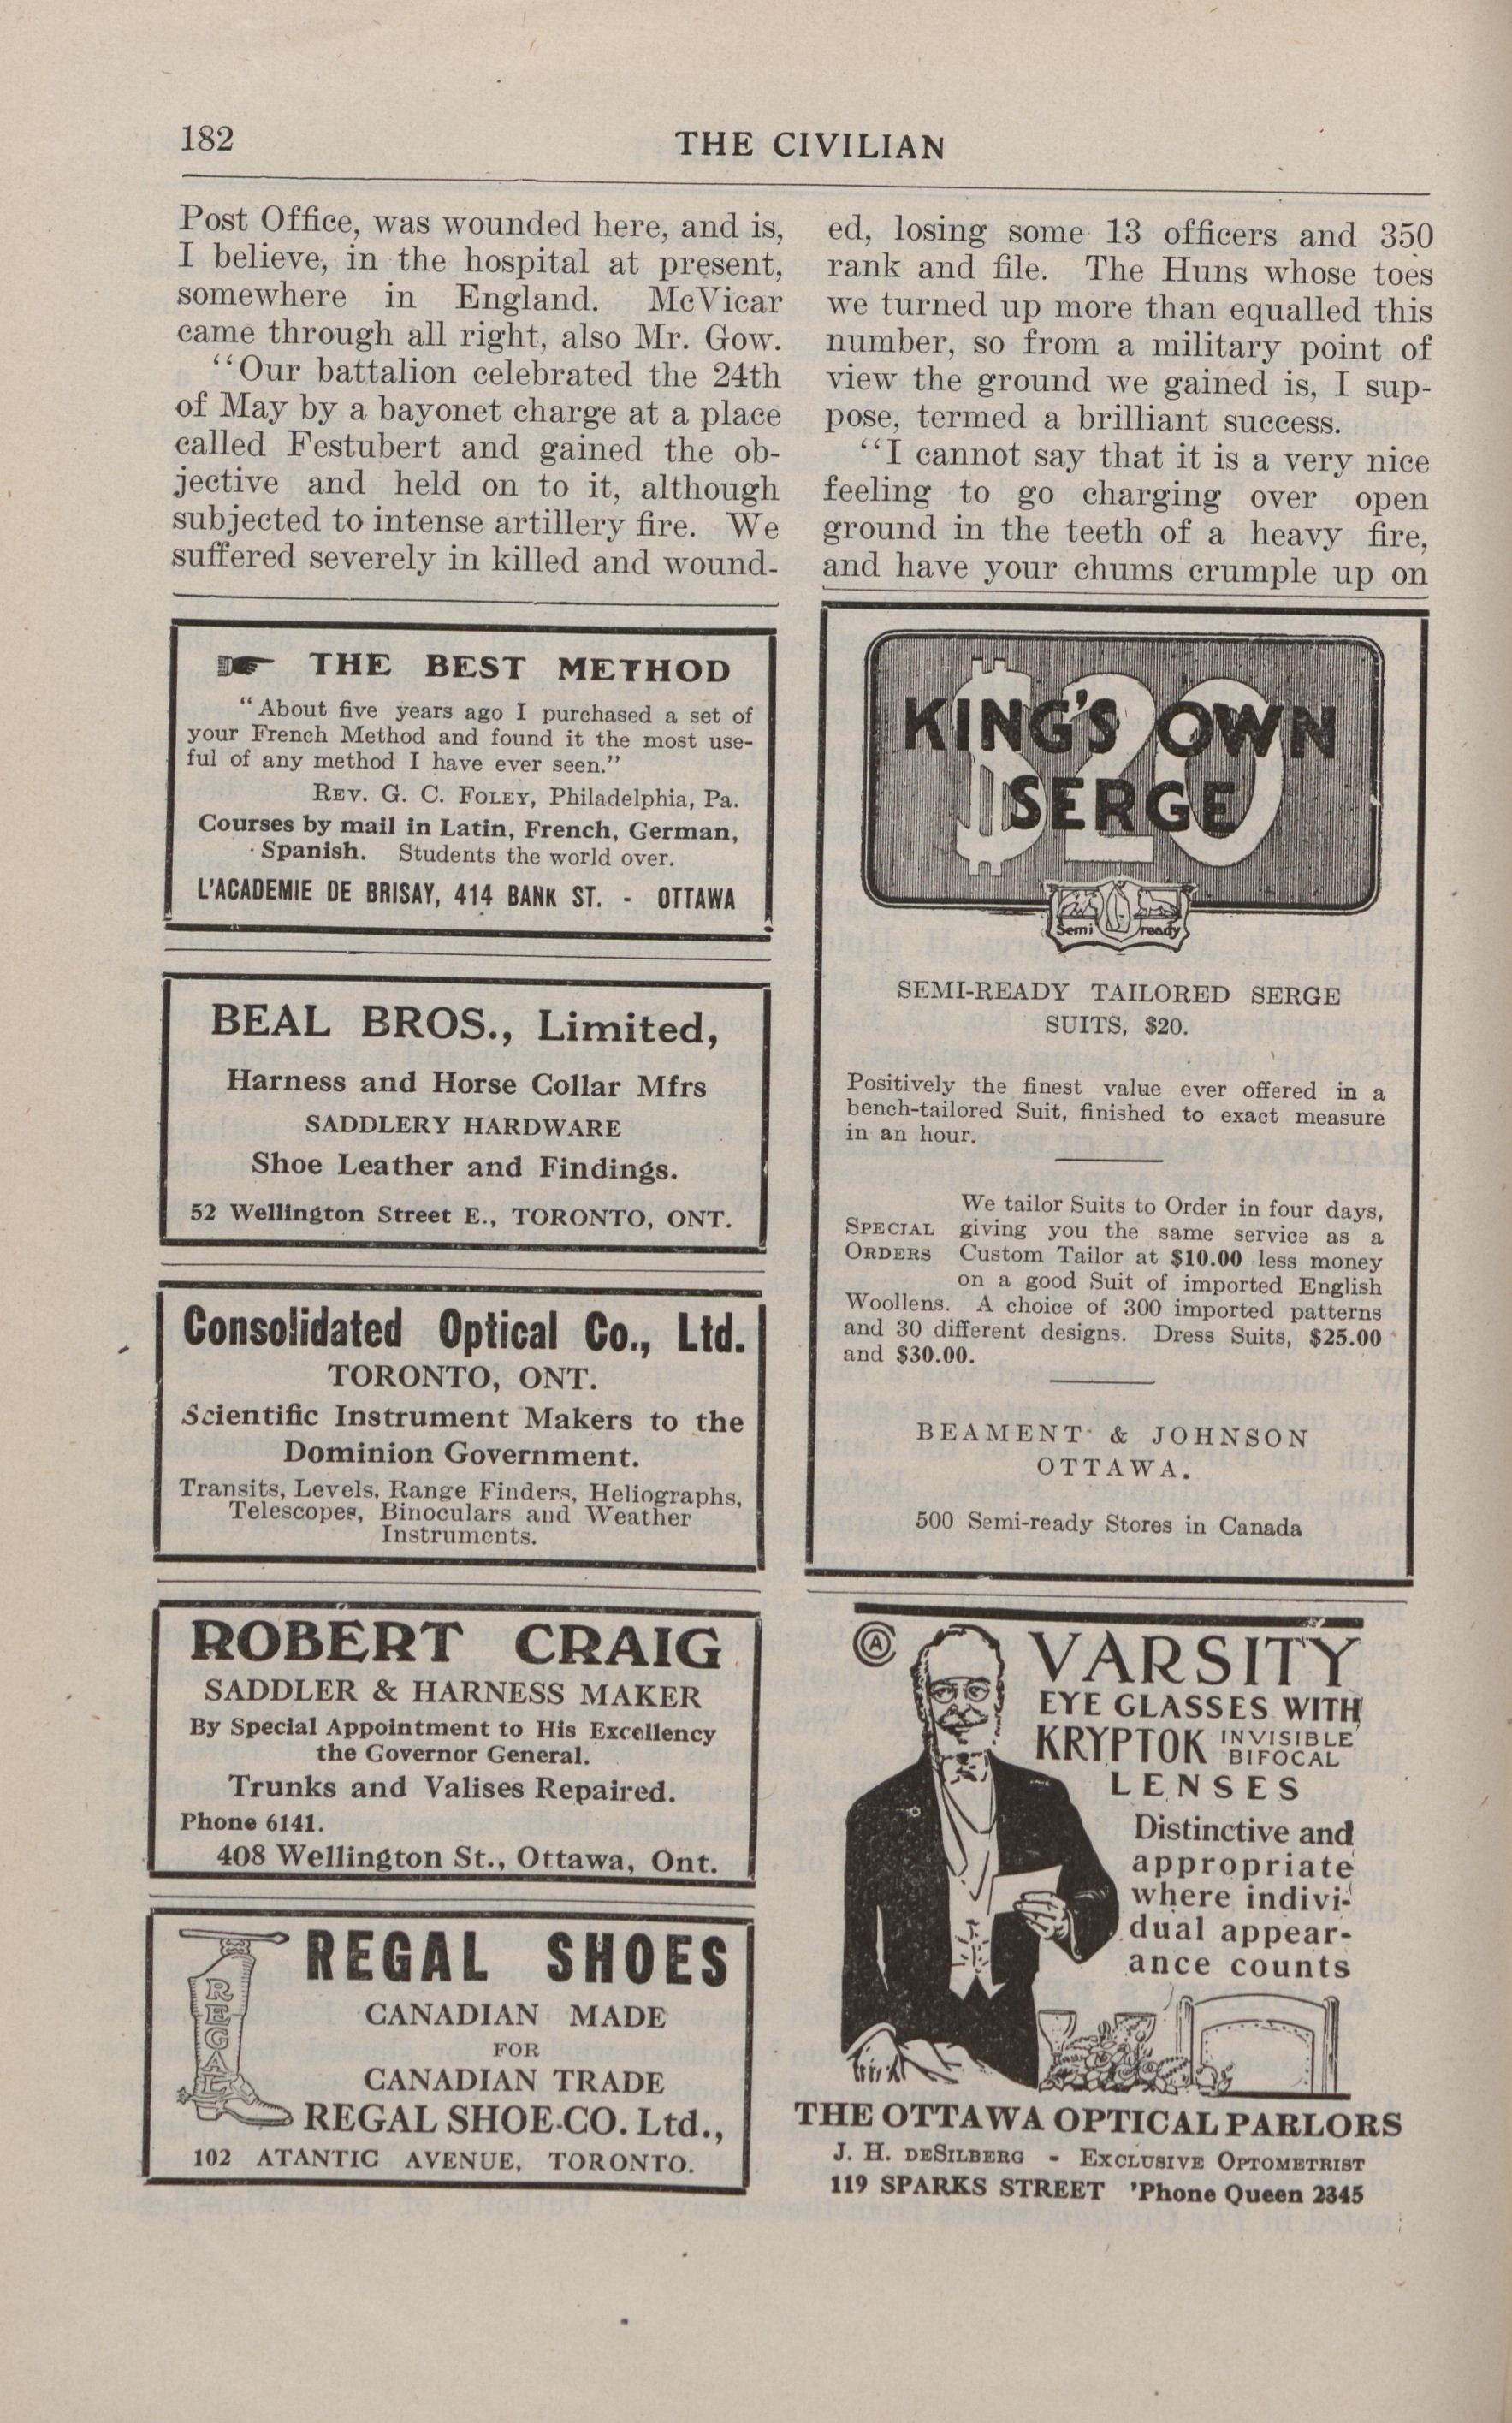 182
THE CIVILIAN
Post Office, was wounded here, and is,
I believe, in the hospital at present,
somewhere in England. McVicar
came through all right, also Mr. Gow.
“Our battalion celebrated the 24th
of May by a bayonet charge at a place
called Festubert and gained the ob-
jective and held on to it, although
subjected to intense artillery fire. We
suffered severely in killed and wound-
ed, losing some 13 officers and 350
rank and file. The Huns whose toes
we turned up more than equalled this
number, so from a military point of
view the ground we gained is, I sup-
pose, termed a brilliant success.
“I cannot say that it is a very nice
feeling to go charging over open
ground in the teeth of a heavy fire,
and have your chums crumple up on
THE BEST METHOD
“About five years ago I purchased a set of
your French Method and found it the most use-
ful of any method I have ever seen.”
REV. G. C. FOLEY, Philadelphia, Pa.
Courses by mail in Latin, French, German,
Spanish. Students the world over.
L'ACADEMIE DE BRISAY, 414 BANK ST. - OTTAWA
BEAL BROS., Limited,
Harness and Horse Collar Mfrs
SADDLERY HARDWARE
Shoe Leather and Findings.
52 Wellington Street E., TORONTO, ONT.
Consolidated Optical Co., Ltd.
TORONTO, ONT.
Scientific Instrument Makers to the
Dominion Government.
Transits, Levels, Range Finders, Heliographs,
Telescopes, Binoculars and Weather
Instruments.
ROBERT CRAIG
SADDLER & HARNESS MAKER
By Special Appointment to His Excellency
the Governor General.
Trunks and Valises Repaired.
Phone 6141.
408 Wellington St., Ottawa, Ont.
REGAL
REGAL SHOES
CANADIAN MADE
FOR
CANADIAN TRADE
REGAL SHOE CO. Ltd.,
102 ATANTIC AVENUE, TORONTO.
$20
KING'S OWN
SERGE
Semi ready
SEMI-READY TAILORED SERGE
SUITS, $20.
Positively the finest value ever offered in a
bench-tailored Suit, finished to exact measure
in an hour.
We tailor Suits to Order in four days,
SPECIAL giving you the same service as a
ORDERS Custom Tailor at $10.00 less money
on a good Suit of imported English
Woollens. A choice of 300 imported patterns
and 30 different designs. Dress Suits, $25.00
and $30.00.
BEAMENT & JOHNSON
OTTAWA.
500 Semi-ready Stores in Canada
A
VARSITY
EYE GLASSES WITH
KRYPTOK INVISIBLE
BIFOCAL
LENSES
Distinctive and
appropriate
where indivi-
dual appear-
ance counts
THE OTTAWA OPTICAL PARLORS
J. H. DESILBERG - EXCLUSIVE OPTOMETRIST
119 SPARKS STREET 'Phone Queen 2345